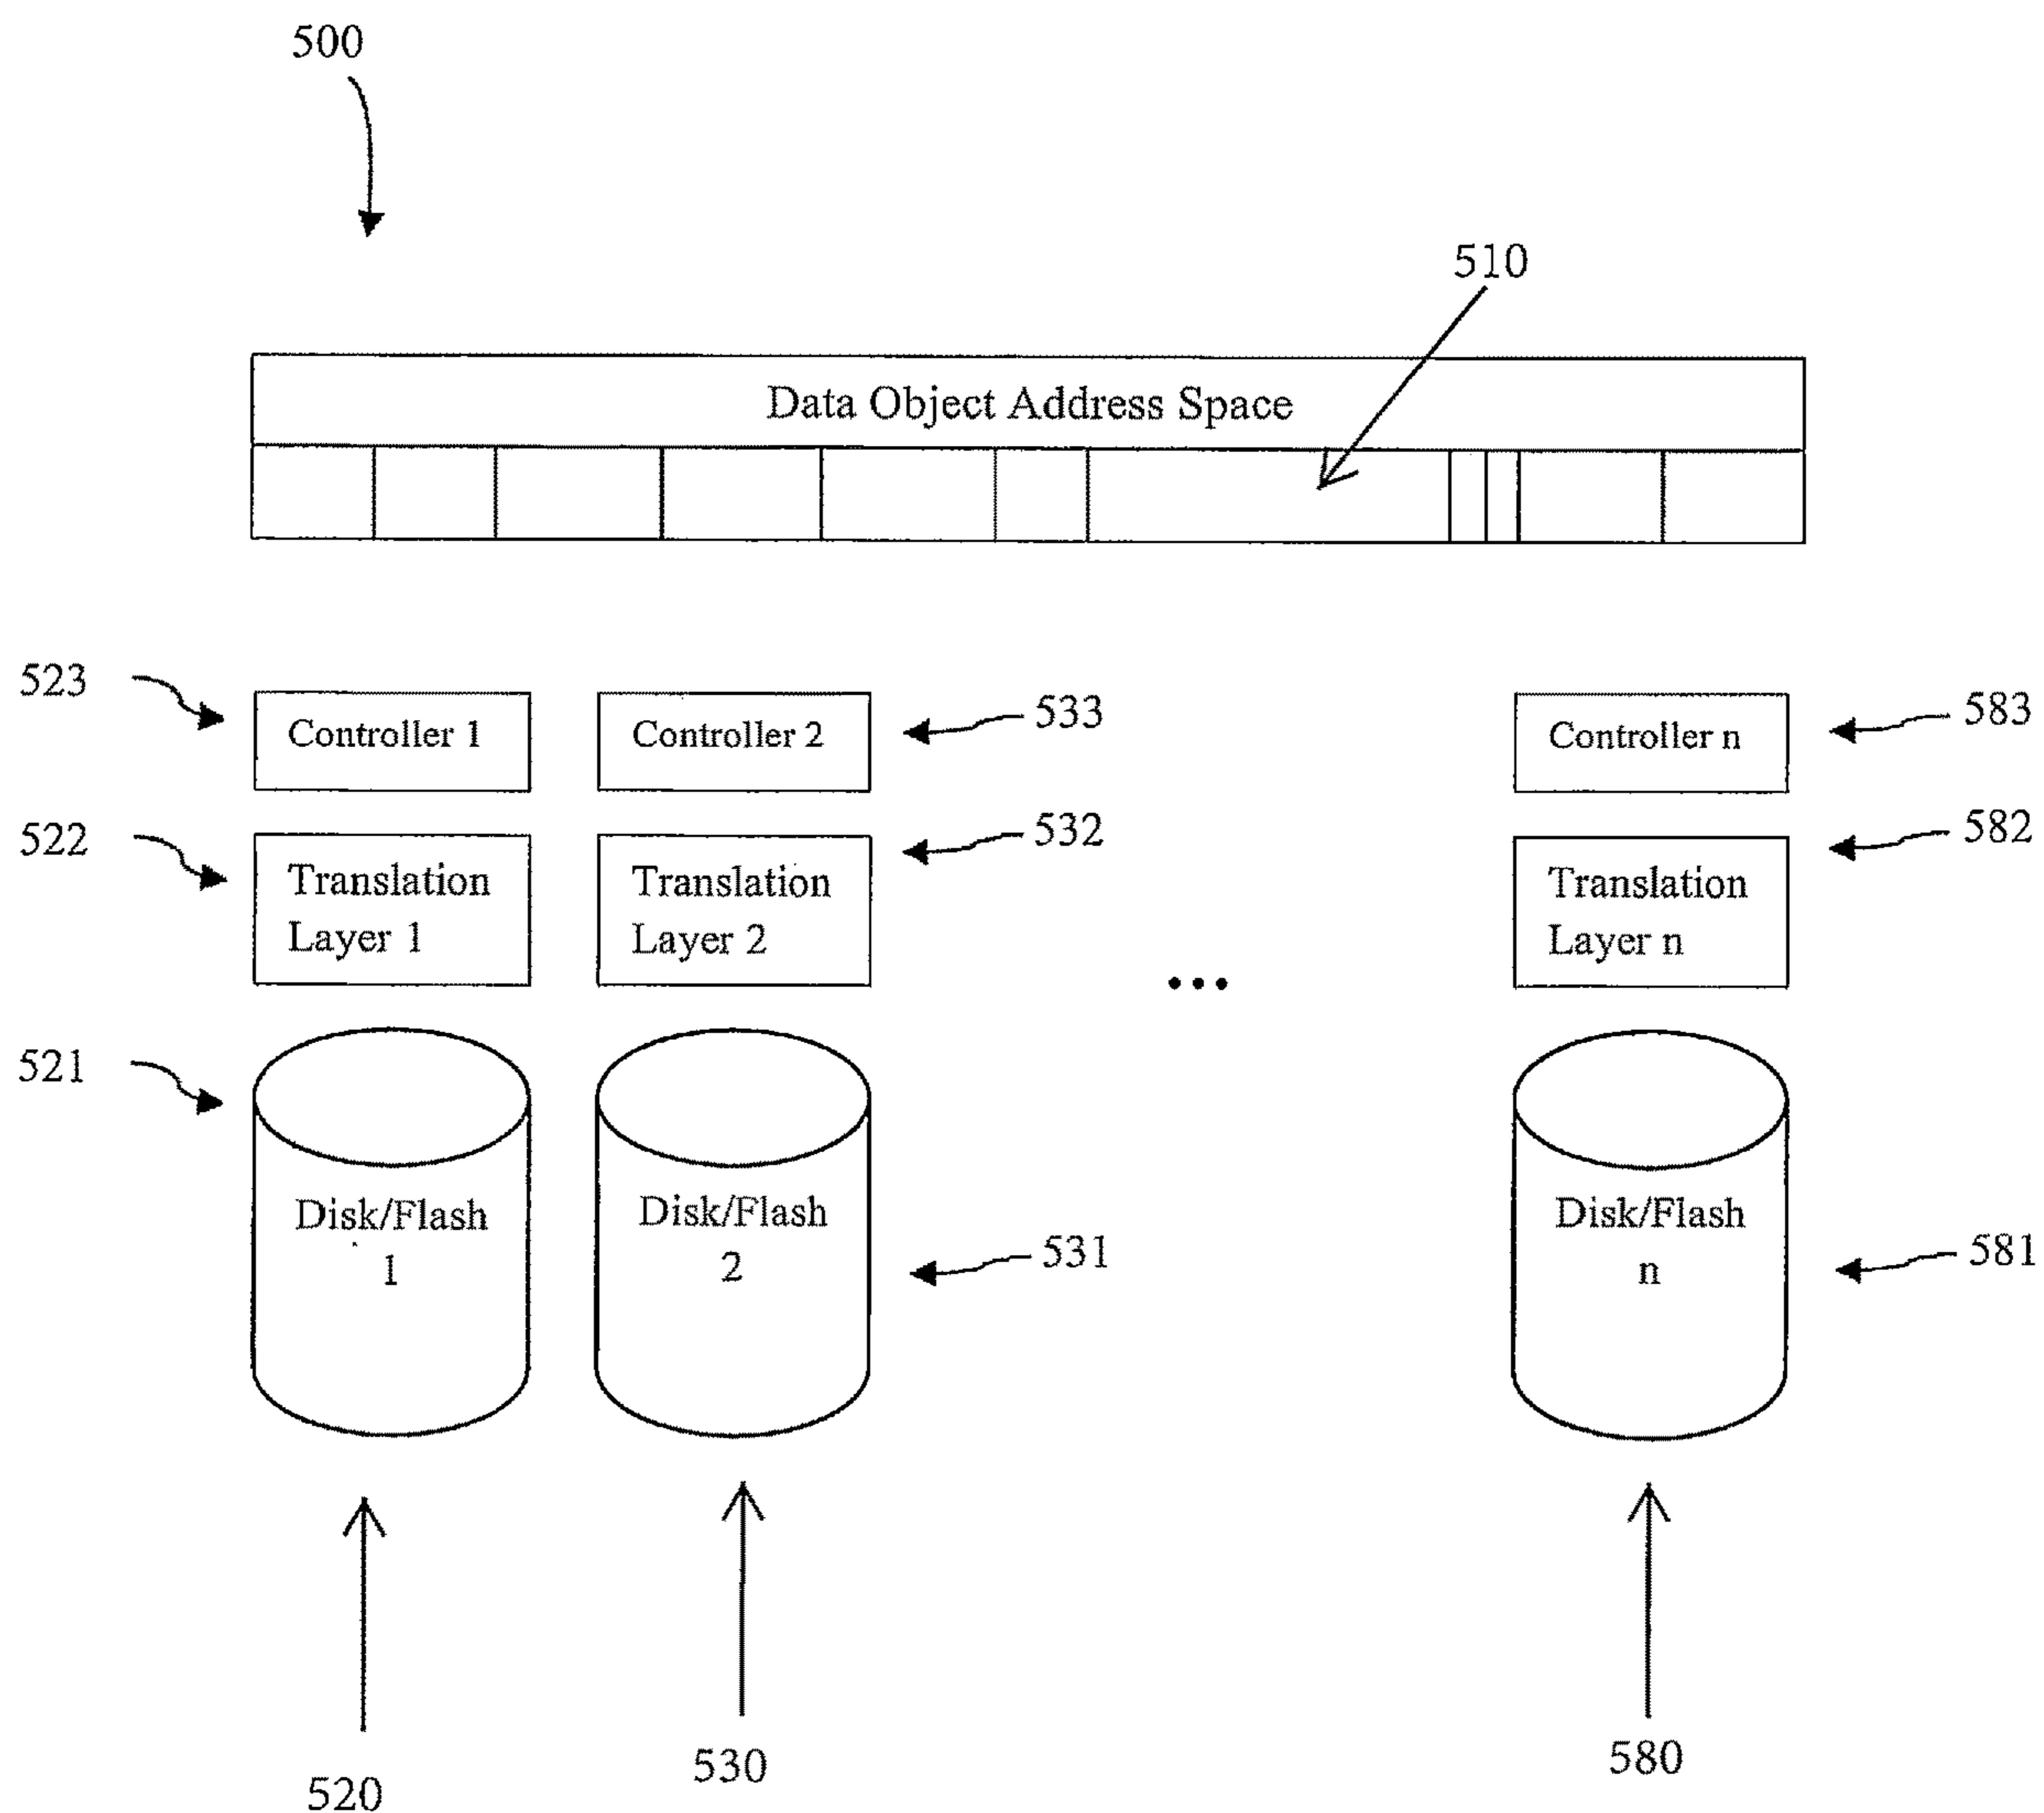 500
510
Data Object Address Space
523
Controller 1
Controller 2
533
Controller n
583
522
Translation
Layer 1
Translation
Layer 2
532
Translation
Layer n
582
...
521
Disk/Flash
1
Disk/Flash
2
531
Disk/Flash
n
581
520
530
580